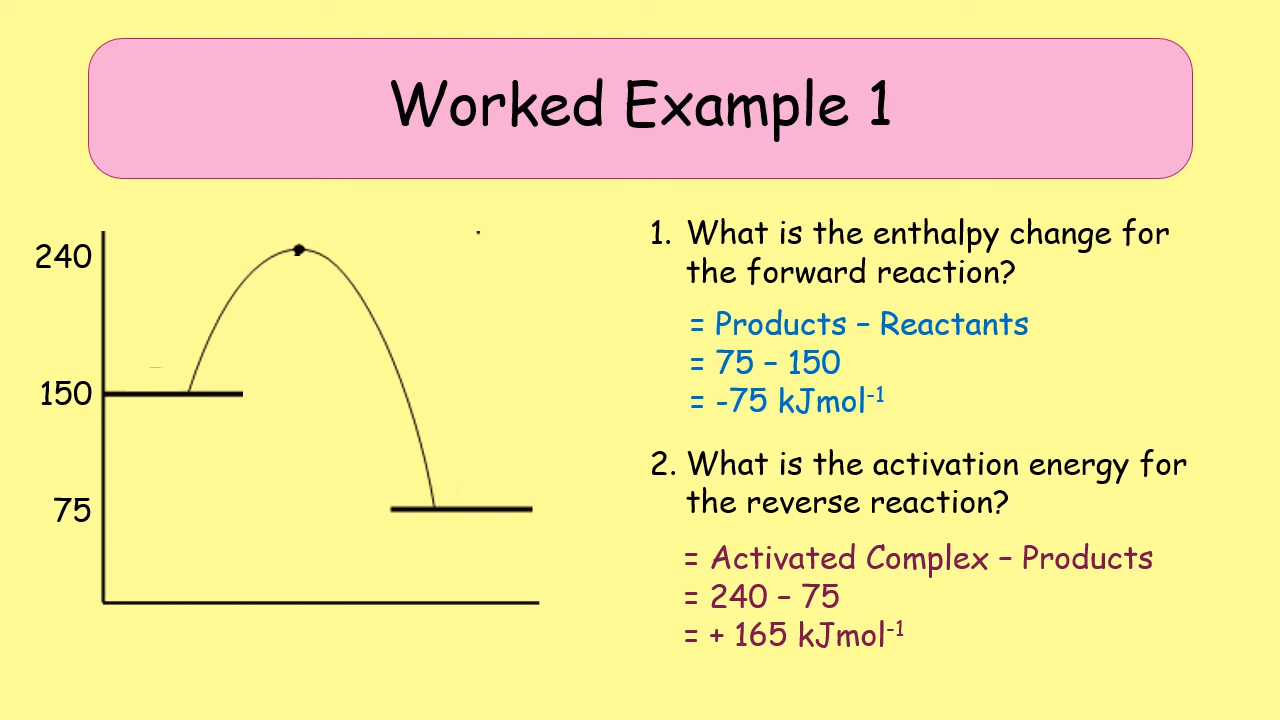 Worked Example 1
240
150
75
1. What is the enthalpy change for
the forward reaction?
= Products – Reactants
= 75 – 150
= -75 kJmol⁻¹
2. What is the activation energy for
the reverse reaction?
= Activated Complex – Products
= 240 – 75
= + 165 kJmol⁻¹